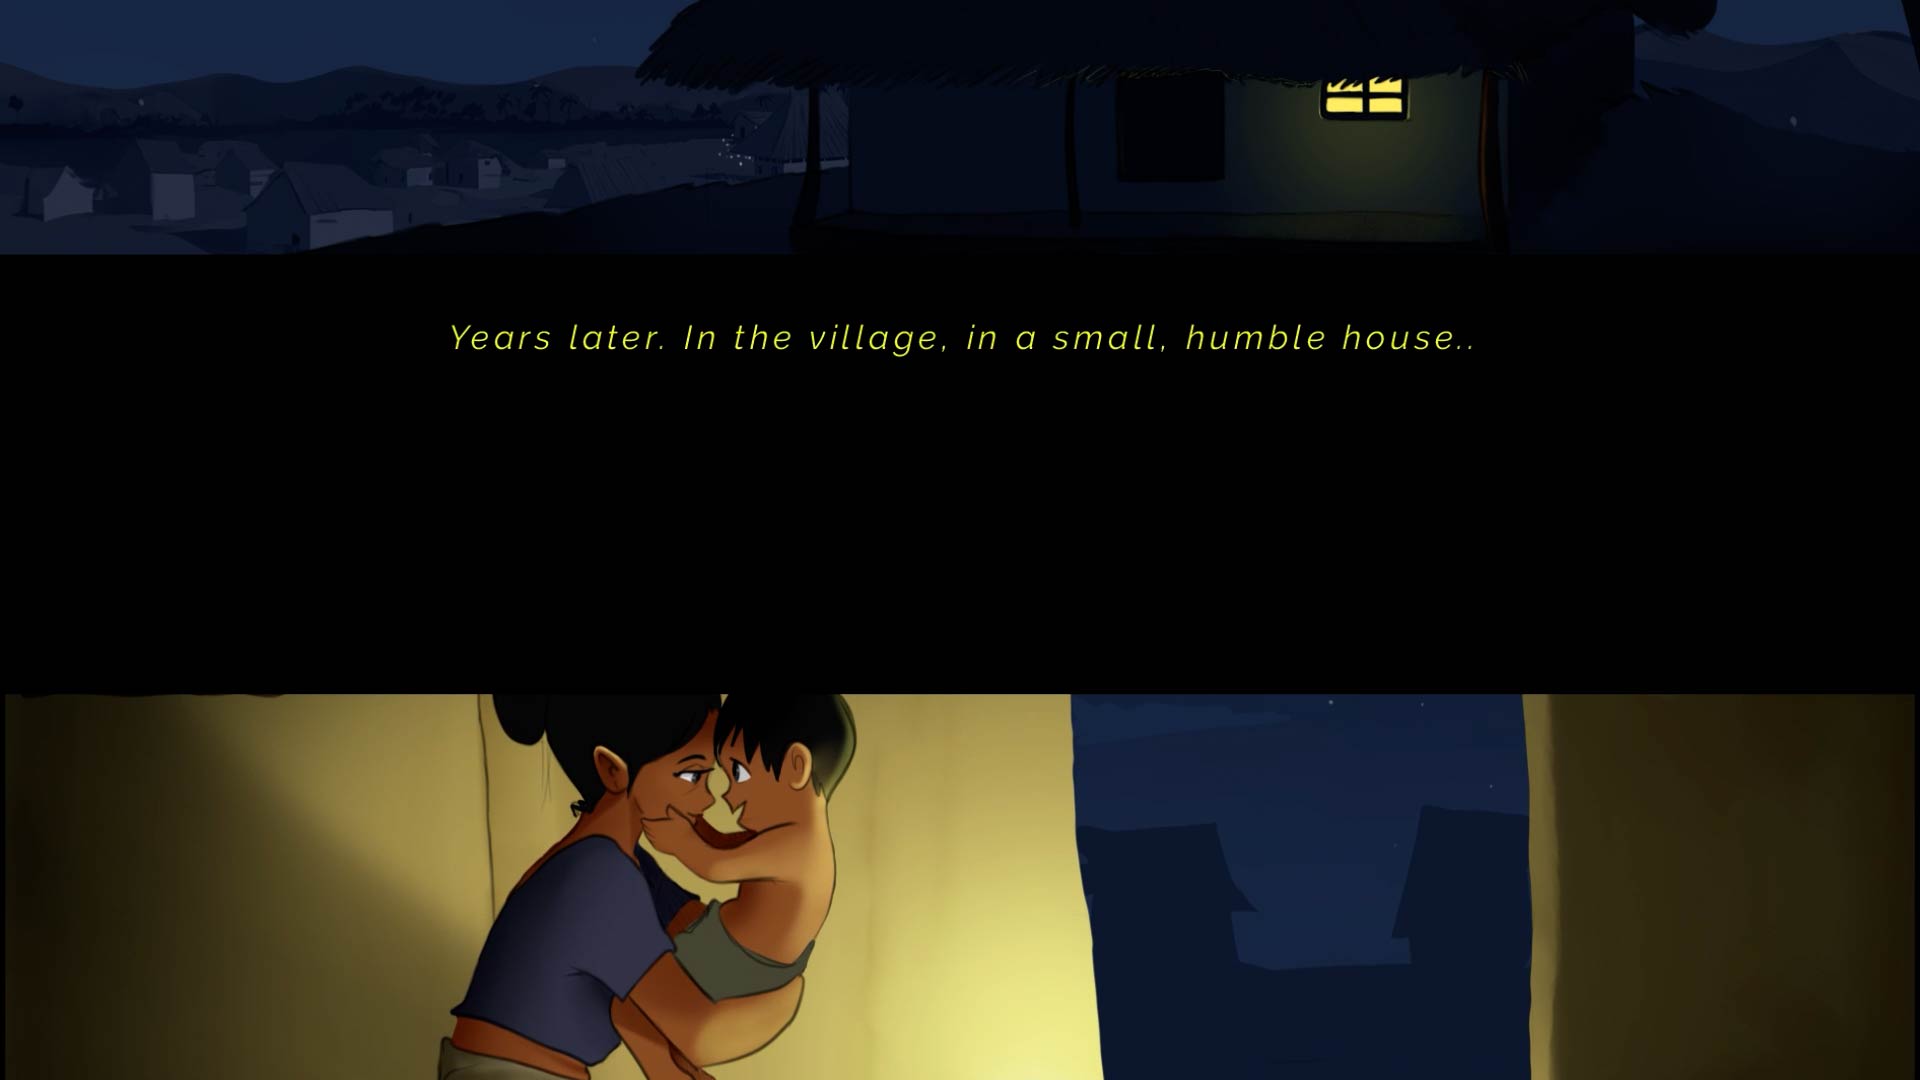 Years later. In the village, in a small, humble house..